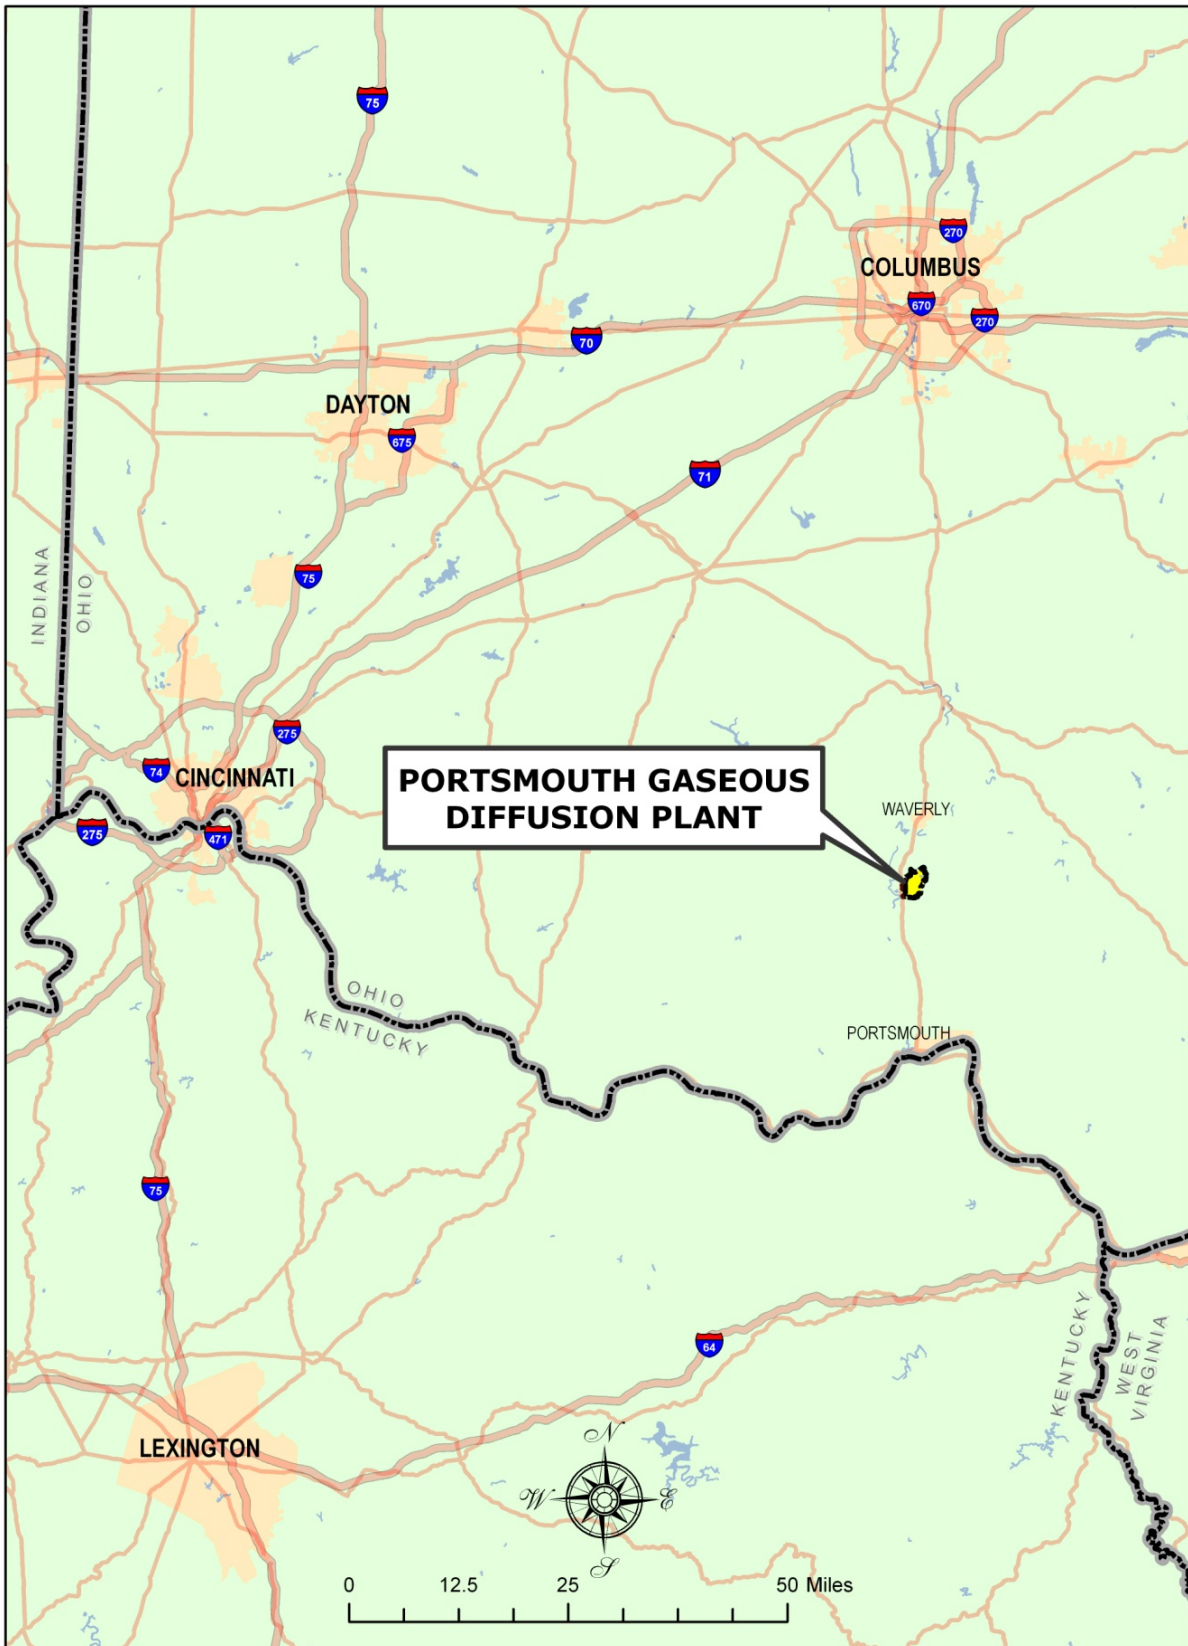 75
270
COLUMBUS
670
270
70
DAYTON
675
71
INDIANA
OHIO
75
275
74
CINCINNATI
PORTSMOUTH GASEOUS
DIFFUSION PLANT
WAVERLY
275
471
OHIO
KENTUCKY
PORTSMOUTH
75
64
KENTUCKY
WEST
VIRGINIA
LEXINGTON
N
W
E
S
0 12.5 25 50 Miles